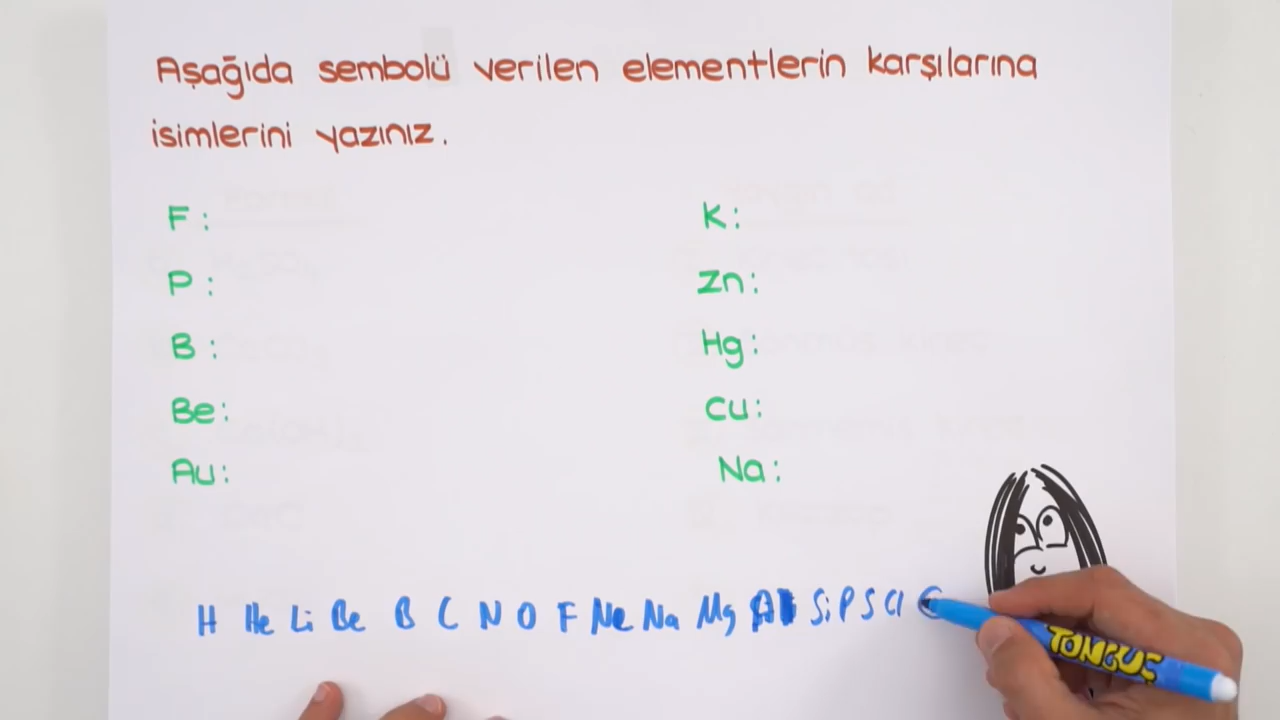 Aşağıda sembolü verilen elementlerin karşılarına
isimlerini yazınız.
F:
K:
P:
Zn:
B:
Hg:
Be:
Cu:
Au:
Na:
H He Li Be B C N O F Ne Na Mg Al Si P S Cl
TONGUÇ